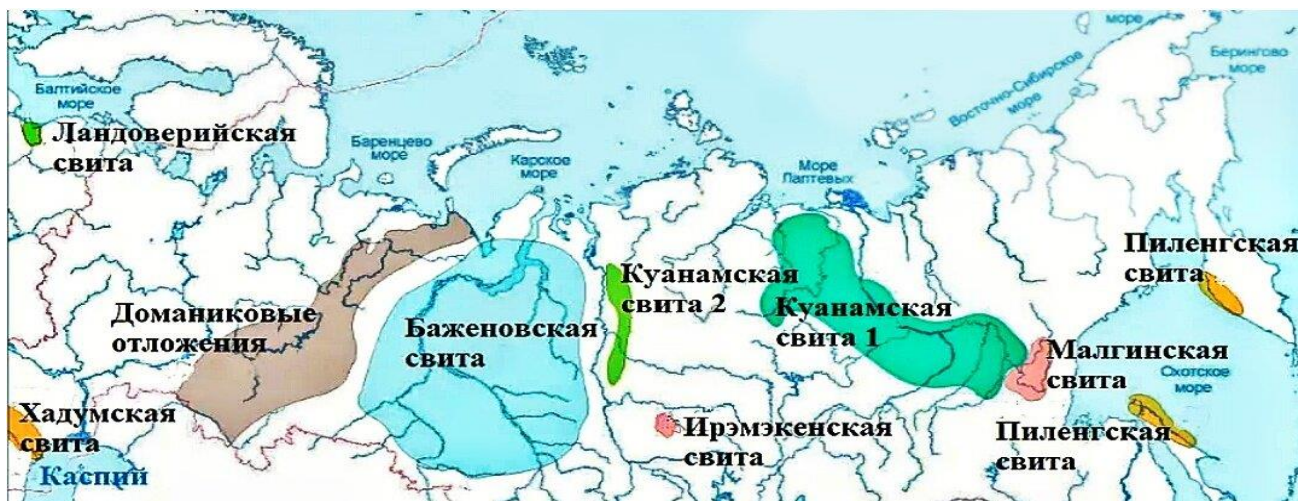 море
Берингово
море
Восточно-Сибирское
море
Балтийское
море
Ландоверийская
свита
Баренцево
море
Карское
море
Море
Лаптевых
Пиленгская
свита
Куанамская
свита 2
Куанамская
свита 1
Доманиковые
отложения
Баженовская
свита
Малгинская
свита
Охотское
море
Хадумская
свита
Ирэмэкенская
свита
Пиленгская
свита
Каспий